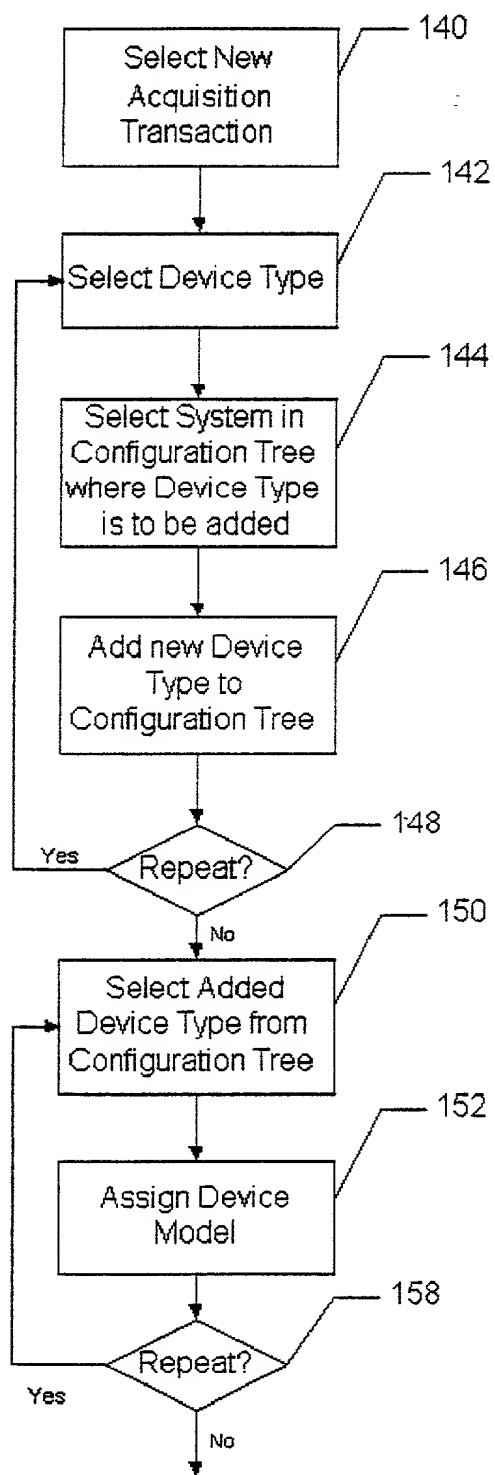 140
Select New
Acquisition
Transaction
142
Select Device Type
144
Select System in
Configuration Tree
where Device Type
is to be added
146
Add new Device
Type to
Configuration Tree
148
Yes
Repeat?
No
150
Select Added
Device Type from
Configuration Tree
152
Assign Device
Model
158
Repeat?
Yes
No